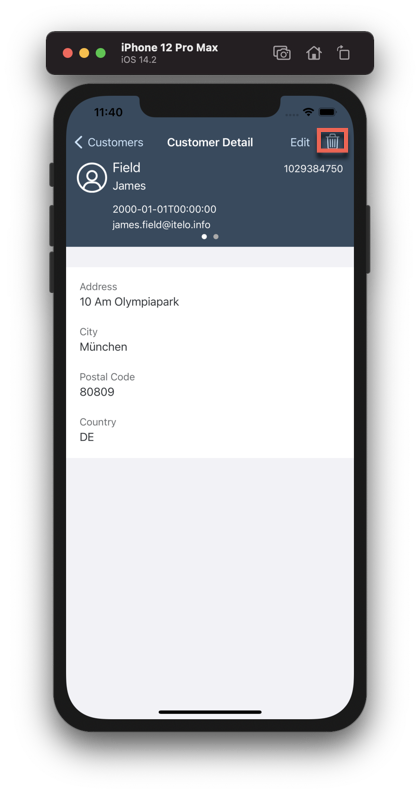 iPhone 12 Pro Max
iOS 14.2
11:40
Customers
Customer Detail
Edit
Field
1029384750
James
2000-01-01T00:00:00
james.field@itelo.info
Address
10 Am Olympiapark
City
München
Postal Code
80809
Country
DE